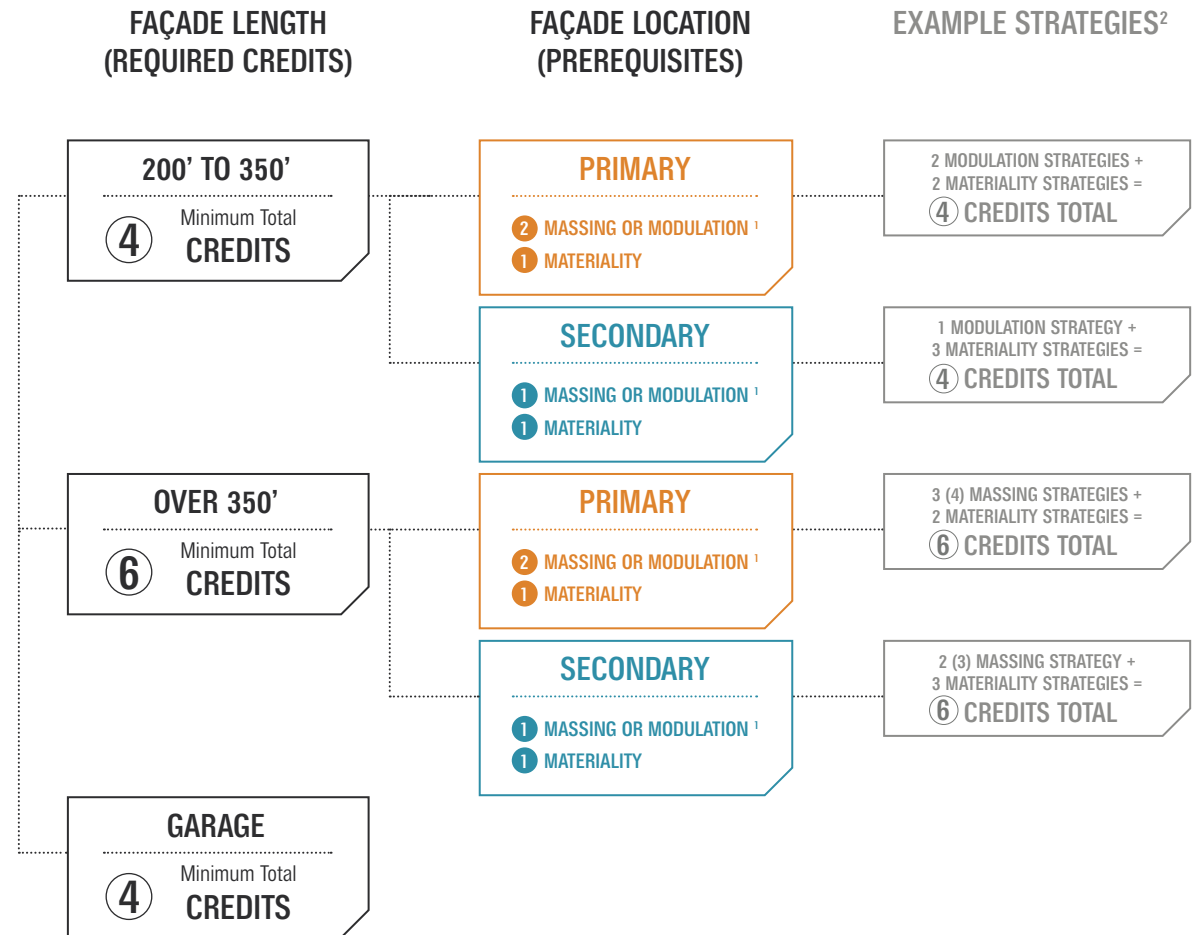 FAÇADE LENGTH
(REQUIRED CREDITS)
FAÇADE LOCATION
(PREREQUISITES)
EXAMPLE STRATEGIES²
200’ TO 350’
4 Minimum Total
CREDITS
PRIMARY
2 MASSING OR MODULATION ¹
1 MATERIALITY
2 MODULATION STRATEGIES +
2 MATERIALITY STRATEGIES =
4 CREDITS TOTAL
SECONDARY
1 MASSING OR MODULATION ¹
1 MATERIALITY
1 MODULATION STRATEGY +
3 MATERIALITY STRATEGIES =
4 CREDITS TOTAL
OVER 350’
6 Minimum Total
CREDITS
PRIMARY
2 MASSING OR MODULATION ¹
1 MATERIALITY
3 (4) MASSING STRATEGIES +
2 MATERIALITY STRATEGIES =
6 CREDITS TOTAL
SECONDARY
1 MASSING OR MODULATION ¹
1 MATERIALITY
2 (3) MASSING STRATEGY +
3 MATERIALITY STRATEGIES =
6 CREDITS TOTAL
GARAGE
4 Minimum Total
CREDITS